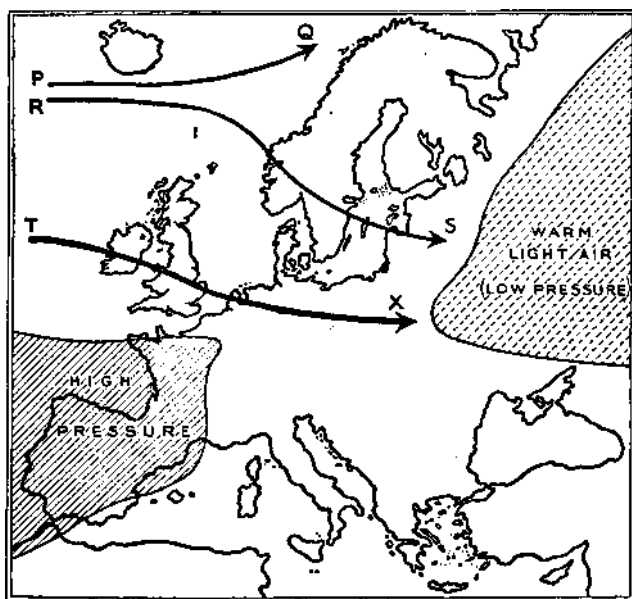 Q
P
R
T
S
WARM
LIGHT AIR
(LOW PRESSURE)
X
HIGH
PRESSURE